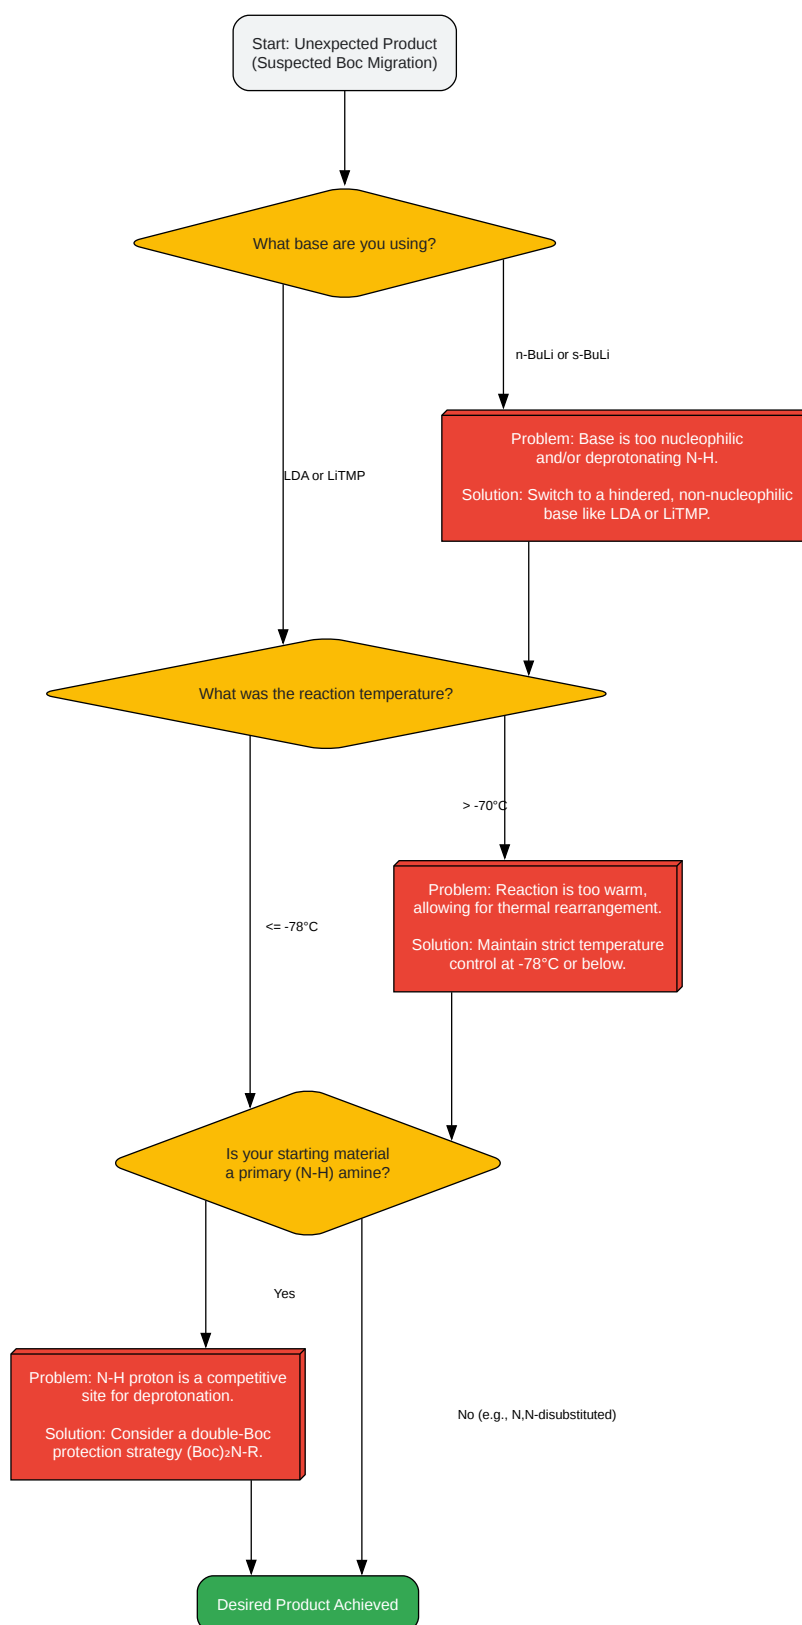 Start: Unexpected Product
(Suspected Boc Migration)
What base are you using?
n-BuLi or s-BuLi
Problem: Base is too nucleophilic
and/or deprotonating N-H.
Solution: Switch to a hindered, non-nucleophilic
base like LDA or LiTMP.
LDA or LiTMP
What was the reaction temperature?
> -70°C
Problem: Reaction is too warm,
allowing for thermal rearrangement.
Solution: Maintain strict temperature
control at -78°C or below.
<= -78°C
Is your starting material
a primary (N-H) amine?
Yes
Problem: N-H proton is a competitive
site for deprotonation.
Solution: Consider a double-Boc
protection strategy (Boc)₂N-R.
No (e.g., N,N-disubstituted)
Desired Product Achieved